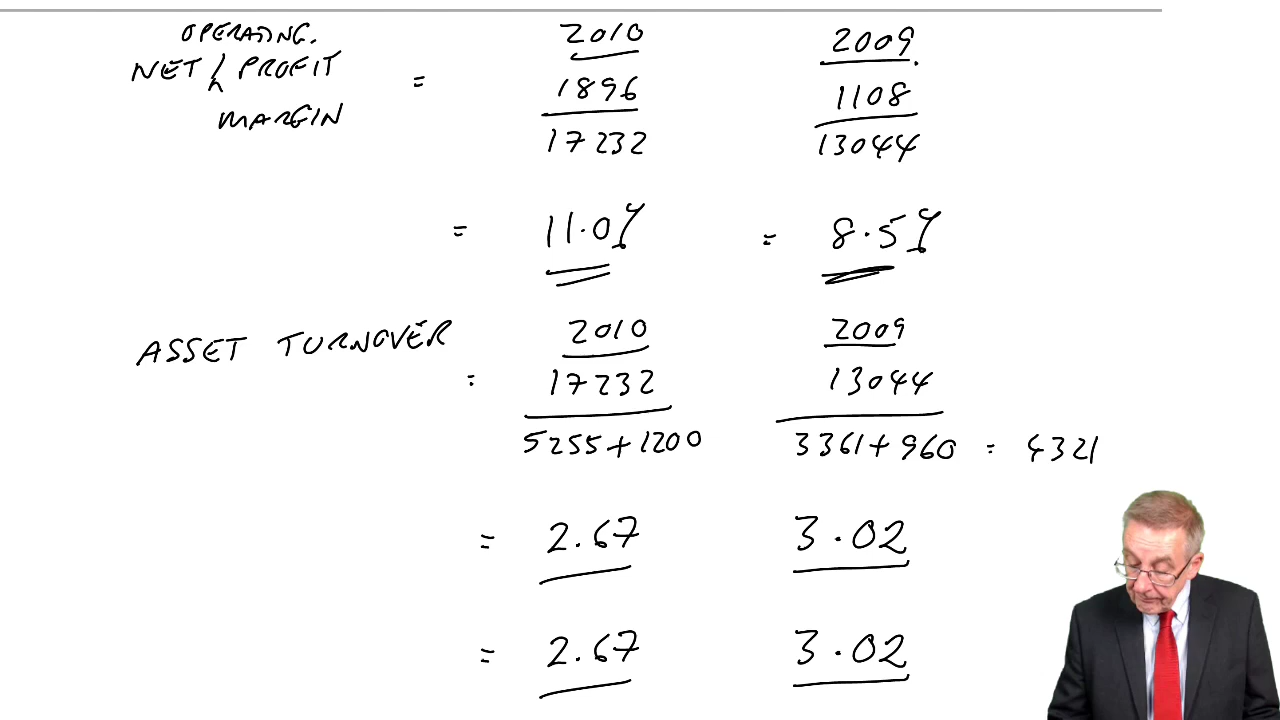 OPERATING.
NET PROFIT
MARGIN
=
2010
1896
17232
2009.
1108
13044
= 11.0% = 8.5%
ASSET TURNOVER
=
2010
17232
5255+1200
2009
13044
3361+960 = 4321
= 2.67 3.02
= 2.67 3.02